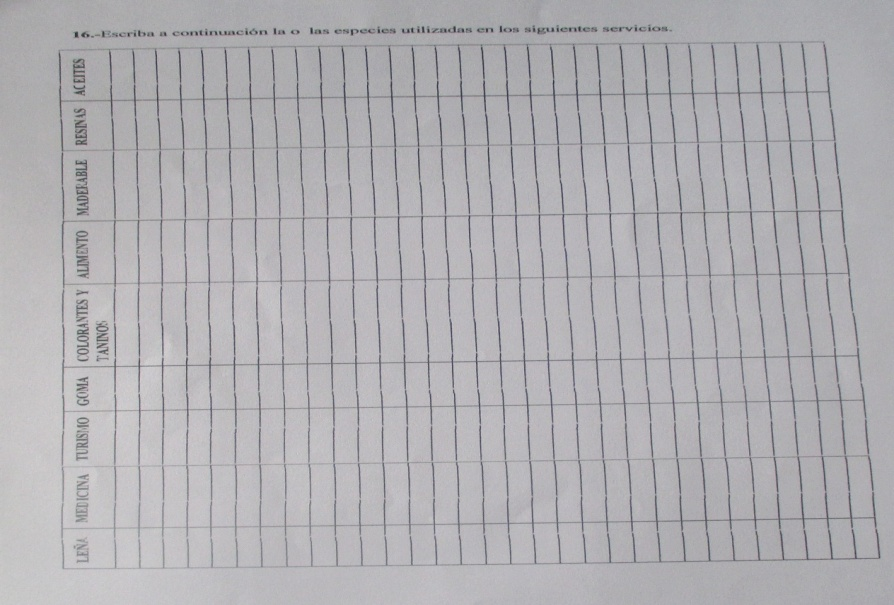 16.-Escriba a continuación la o las especies utilizadas en los siguientes servicios.
LEÑA
MEDICINA
TURISMO
GOMA
COLORANTES Y
TANINOS
ALIMENTO
MADERABLE
RESINAS
ACEITES